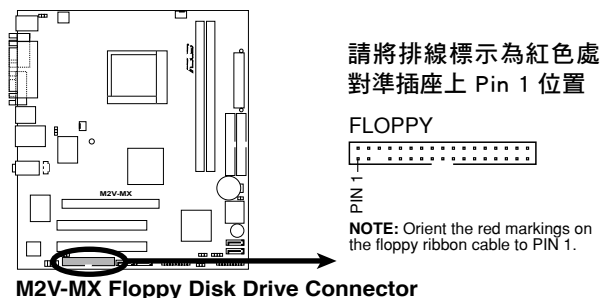 請將排線標示為紅色處
對準插座上 Pin 1 位置
FLOPPY
PIN 1
NOTE: Orient the red markings on
the floppy ribbon cable to PIN 1.
M2V-MX
M2V-MX Floppy Disk Drive Connector